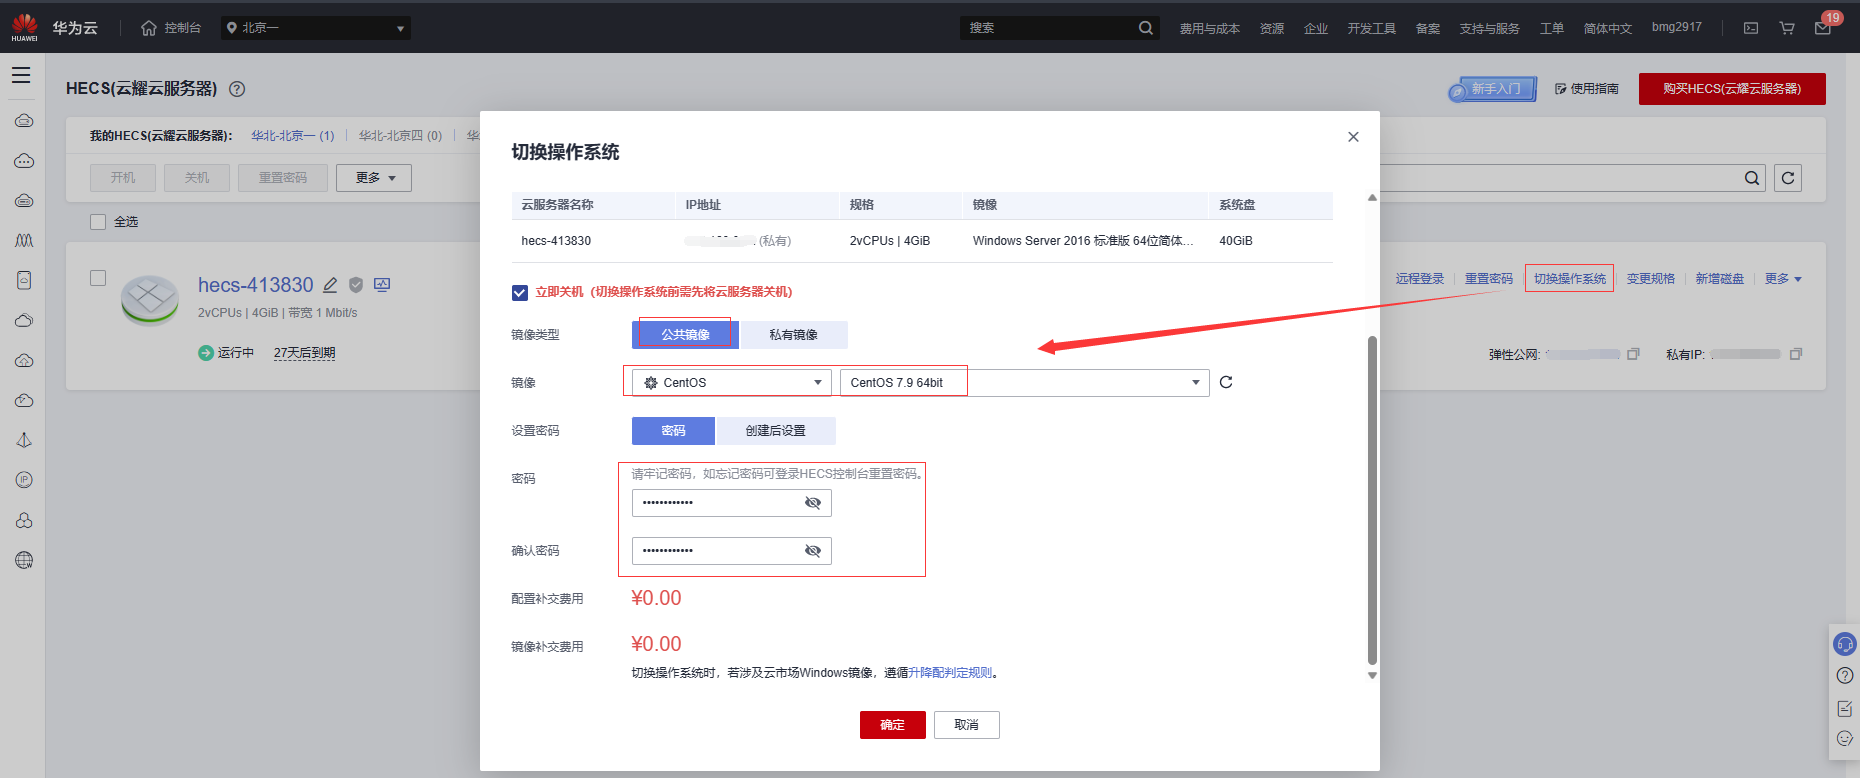 HUAWEI 华为云 控制台 北京一 搜索 费用与成本 资源 企业 开发工具 备案 支持与服务 工单 简体中文 bmg2917 19
HECS(云耀云服务器) 新手入门 使用指南 购买HECS(云耀云服务器)
我的HECS(云耀云服务器)： 华北-北京一 (1) 华北-北京四 (0)
开机 关机 重置密码 更多
全选
hecs-413830
2vCPUs | 4GiB | 带宽 1 Mbit/s
运行中 27天后到期
远程登录 重置密码 切换操作系统 变更规格 新增磁盘 更多
弹性公网: 私有IP:
切换操作系统
云服务器名称 IP地址 规格 镜像 系统盘
hecs-413830 (私有) 2vCPUs | 4GiB Windows Server 2016 标准版 64位简体... 40GiB
立即关机（切换操作系统前需先将云服务器关机）
镜像类型 公共镜像 私有镜像
镜像 CentOS CentOS 7.9 64bit
设置密码 密码 创建后设置
请牢记密码，如忘记密码可登录HECS控制台重置密码。
密码 ••••••••••••
确认密码 ••••••••••••
配置补交费用 ¥0.00
镜像补交费用 ¥0.00
切换操作系统时，若涉及云市场Windows镜像，遵循升降配判定规则。
确定 取消